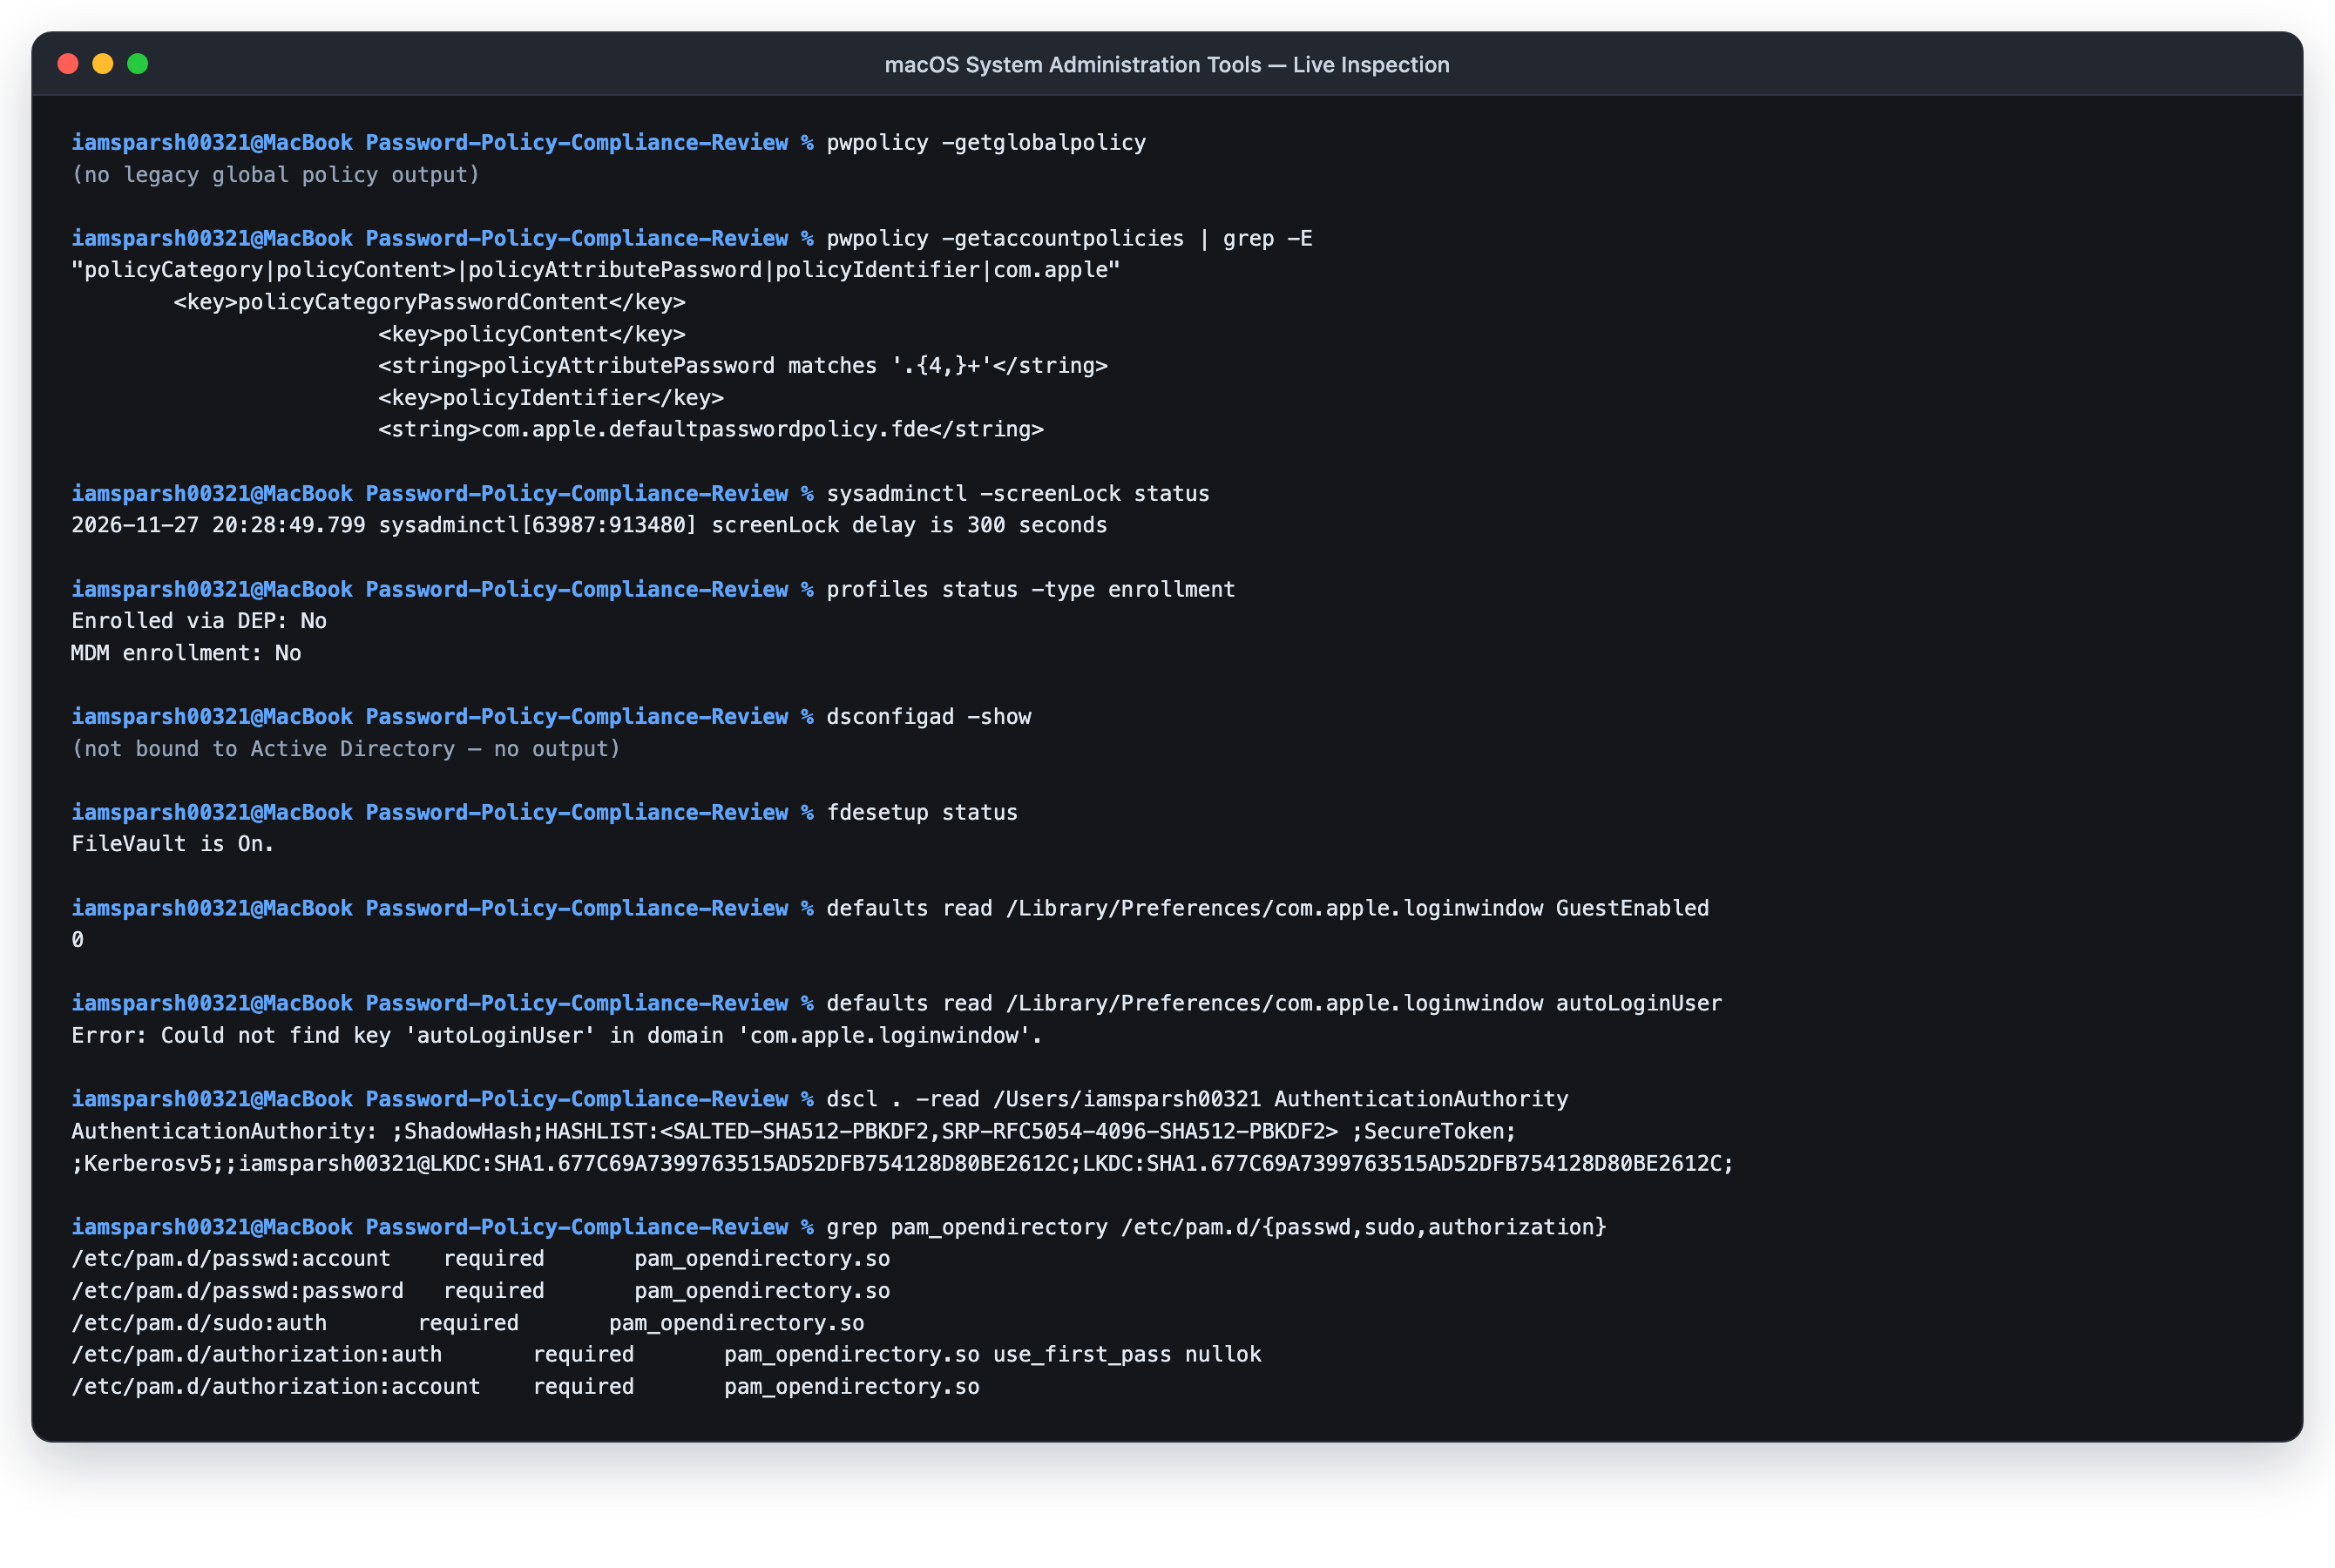 macOS System Administration Tools — Live Inspection
iamsparsh00321@MacBook Password-Policy-Compliance-Review % pwpolicy -getglobalpolicy
(no legacy global policy output)
iamsparsh00321@MacBook Password-Policy-Compliance-Review % pwpolicy -getaccountpolicies | grep -E
"policyCategory|policyContent>|policyAttributePassword|policyIdentifier|com.apple"
<key>policyCategoryPasswordContent</key>
<key>policyContent</key>
<string>policyAttributePassword matches '.{4,}+'</string>
<key>policyIdentifier</key>
<string>com.apple.defaultpasswordpolicy.fde</string>
iamsparsh00321@MacBook Password-Policy-Compliance-Review % sysadminctl -screenLock status
2026-11-27 20:28:49.799 sysadminctl[63987:913480] screenLock delay is 300 seconds
iamsparsh00321@MacBook Password-Policy-Compliance-Review % profiles status -type enrollment
Enrolled via DEP: No
MDM enrollment: No
iamsparsh00321@MacBook Password-Policy-Compliance-Review % dsconfigad -show
(not bound to Active Directory — no output)
iamsparsh00321@MacBook Password-Policy-Compliance-Review % fdesetup status
FileVault is On.
iamsparsh00321@MacBook Password-Policy-Compliance-Review % defaults read /Library/Preferences/com.apple.loginwindow GuestEnabled
0
iamsparsh00321@MacBook Password-Policy-Compliance-Review % defaults read /Library/Preferences/com.apple.loginwindow autoLoginUser
Error: Could not find key 'autoLoginUser' in domain 'com.apple.loginwindow'.
iamsparsh00321@MacBook Password-Policy-Compliance-Review % dscl . -read /Users/iamsparsh00321 AuthenticationAuthority
AuthenticationAuthority: ;ShadowHash;HASHLIST:<SALTED-SHA512-PBKDF2,SRP-RFC5054-4096-SHA512-PBKDF2> ;SecureToken;
;Kerberosv5;;iamsparsh00321@LKDC:SHA1.677C69A7399763515AD52DFB754128D80BE2612C;LKDC:SHA1.677C69A7399763515AD52DFB754128D80BE2612C;
iamsparsh00321@MacBook Password-Policy-Compliance-Review % grep pam_opendirectory /etc/pam.d/{passwd,sudo,authorization}
/etc/pam.d/passwd:account    required       pam_opendirectory.so
/etc/pam.d/passwd:password   required       pam_opendirectory.so
/etc/pam.d/sudo:auth       required       pam_opendirectory.so
/etc/pam.d/authorization:auth       required       pam_opendirectory.so use_first_pass nullok
/etc/pam.d/authorization:account    required       pam_opendirectory.so